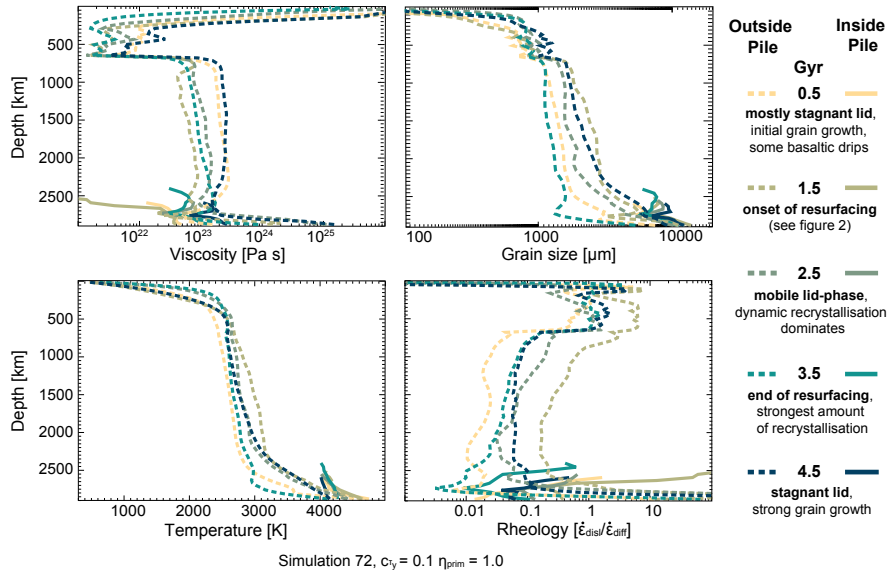 500
1000
1500
2000
2500
Depth [km]
10²²
10²³
10²⁴
10²⁵
Viscosity [Pa s]
100
1000
10000
Grain size [µm]
500
1000
1500
2000
2500
Depth [km]
1000
2000
3000
4000
Temperature [K]
0.01
0.1
1
10
Rheology [ε̇disl/ε̇diff]
Outside Pile
Inside Pile
Gyr
0.5
mostly stagnant lid,
initial grain growth,
some basaltic drips
1.5
onset of resurfacing
(see figure 2)
2.5
mobile lid-phase,
dynamic recrystallisation
dominates
3.5
end of resurfacing,
strongest amount
of recrystallisation
4.5
stagnant lid,
strong grain growth
Simulation 72, cτy = 0.1 ηprim = 1.0